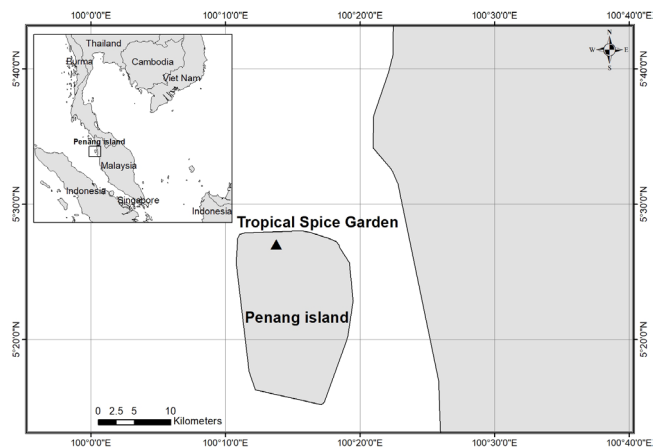 100°0'0"E 100°10'0"E 100°20'0"E 100°30'0"E 100°40'0"E
N
W E
S
5°40'0"N 5°40'0"N
Thailand
Burma
Cambodia
Viet Nam
Penang island
Malaysia
Indonesia
Singapore
Indonesia
5°30'0"N 5°30'0"N
Tropical Spice Garden
Penang island
5°20'0"N 5°20'0"N
0 2.5 5 10
Kilometers
100°0'0"E 100°10'0"E 100°20'0"E 100°30'0"E 100°40'0"E